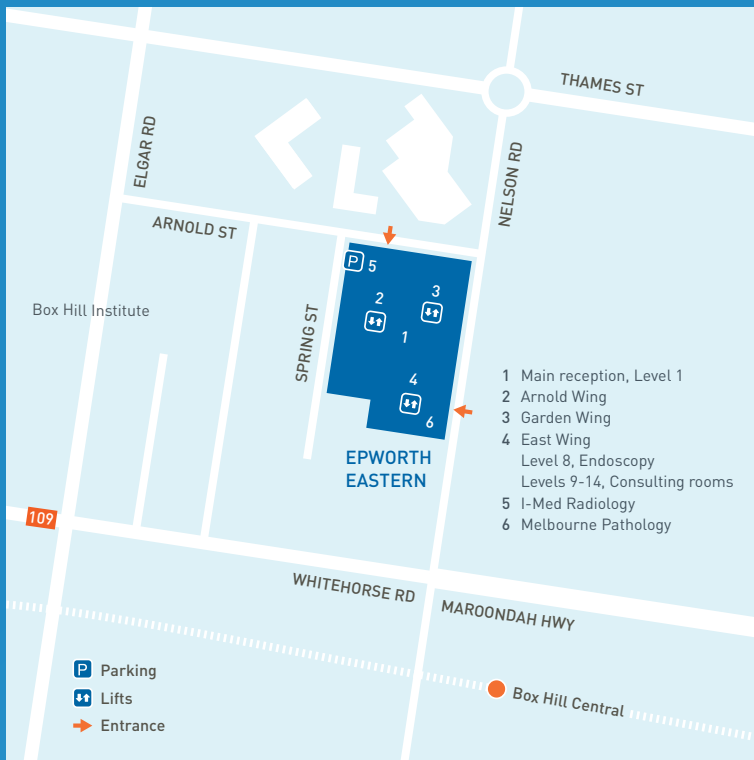 THAMES ST
ELGAR RD
NELSON RD
ARNOLD ST
P 5
3
2
Box Hill Institute
SPRING ST
1
4
6
1 Main reception, Level 1
2 Arnold Wing
3 Garden Wing
4 East Wing
Level 8, Endoscopy
Levels 9-14, Consulting rooms
5 I-Med Radiology
6 Melbourne Pathology
EPWORTH
EASTERN
109
WHITEHORSE RD
MAROONDAH HWY
P Parking
Lifts
Entrance
Box Hill Central